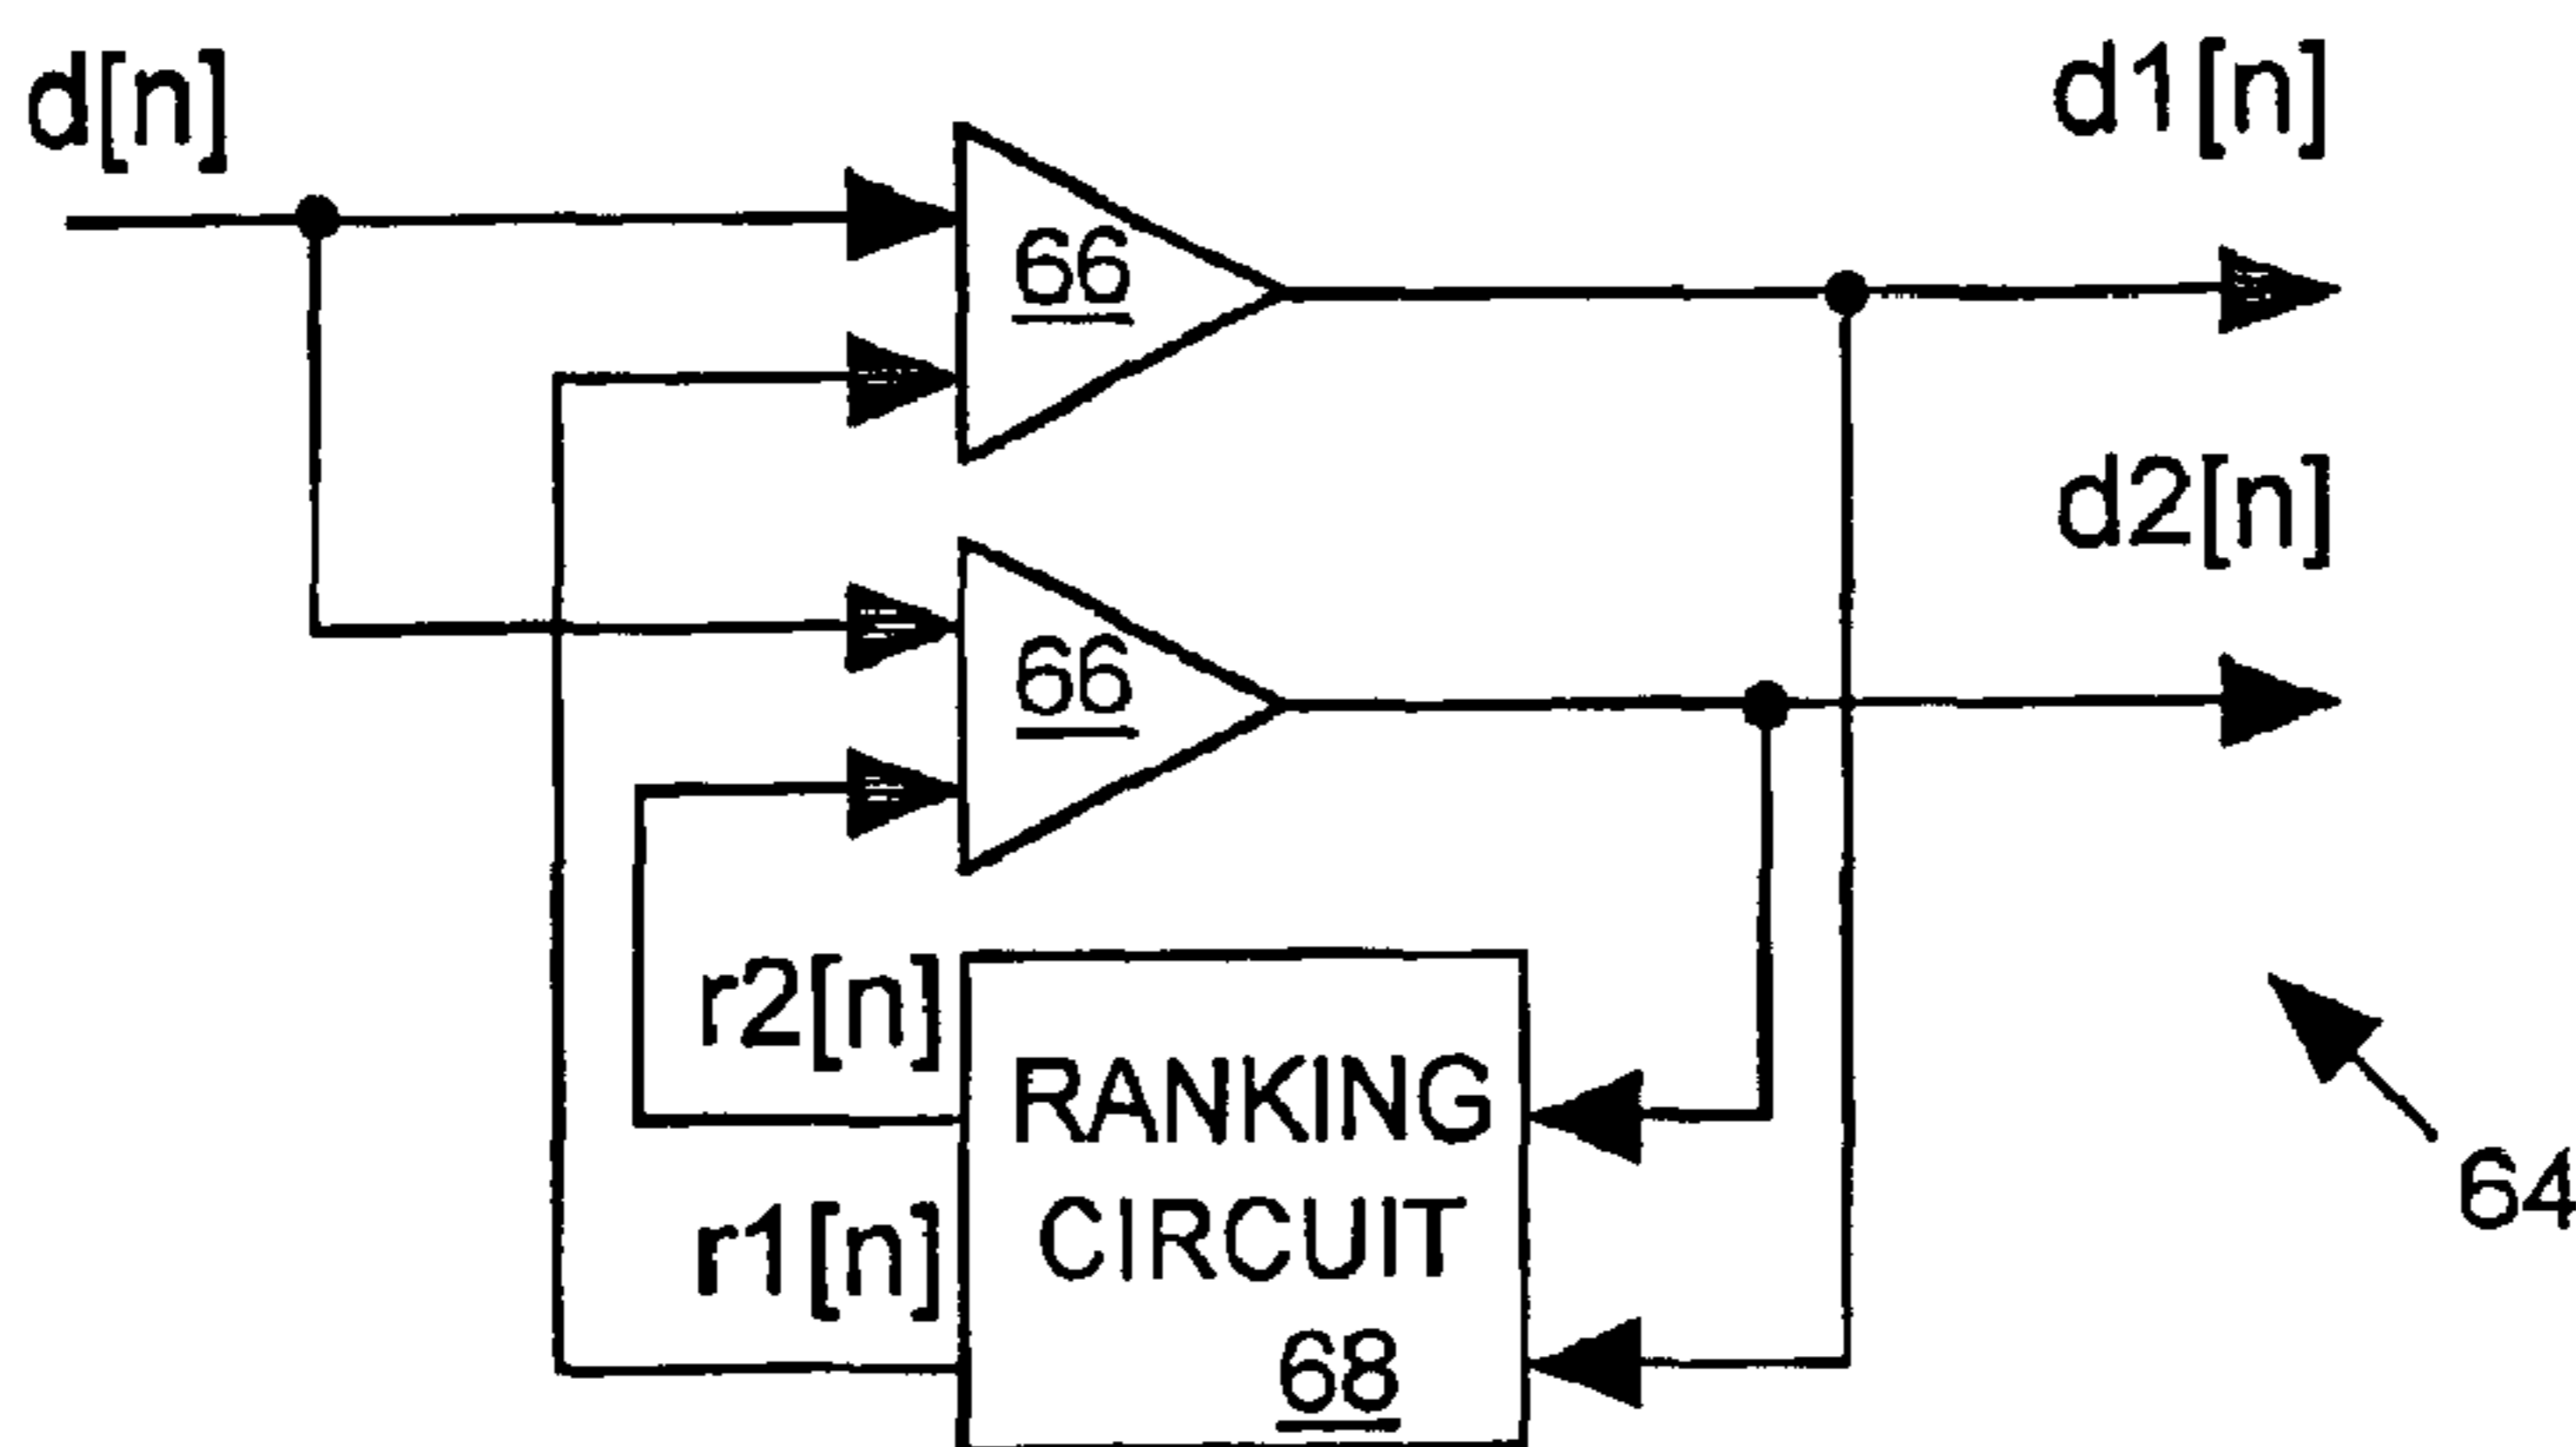 d[n]
d1[n]
66
d2[n]
66
r2[n]
RANKING
CIRCUIT
r1[n]
68
64